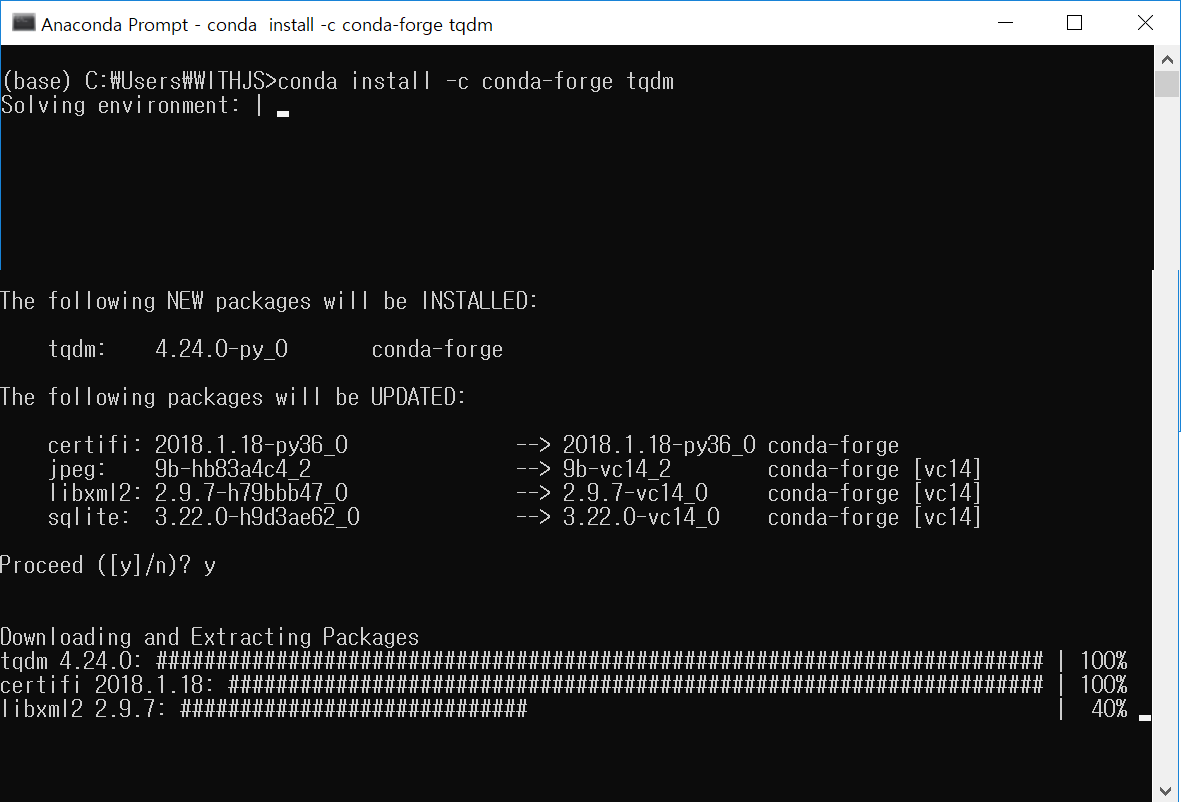 Anaconda Prompt - conda  install -c conda-forge tqdm
(base) C:₩Users₩WITHJS>conda install -c conda-forge tqdm
Solving environment: |
The following NEW packages will be INSTALLED:
tqdm:    4.24.0-py_0       conda-forge
The following packages will be UPDATED:
certifi: 2018.1.18-py36_0              --> 2018.1.18-py36_0 conda-forge
jpeg:    9b-hb83a4c4_2                 --> 9b-vc14_2        conda-forge [vc14]
libxml2: 2.9.7-h79bbb47_0              --> 2.9.7-vc14_0     conda-forge [vc14]
sqlite:  3.22.0-h9d3ae62_0             --> 3.22.0-vc14_0    conda-forge [vc14]
Proceed ([y]/n)? y
Downloading and Extracting Packages
tqdm 4.24.0: ########################################################################## | 100%
certifi 2018.1.18: #################################################################### | 100%
libxml2 2.9.7: #############################                                            |  40%